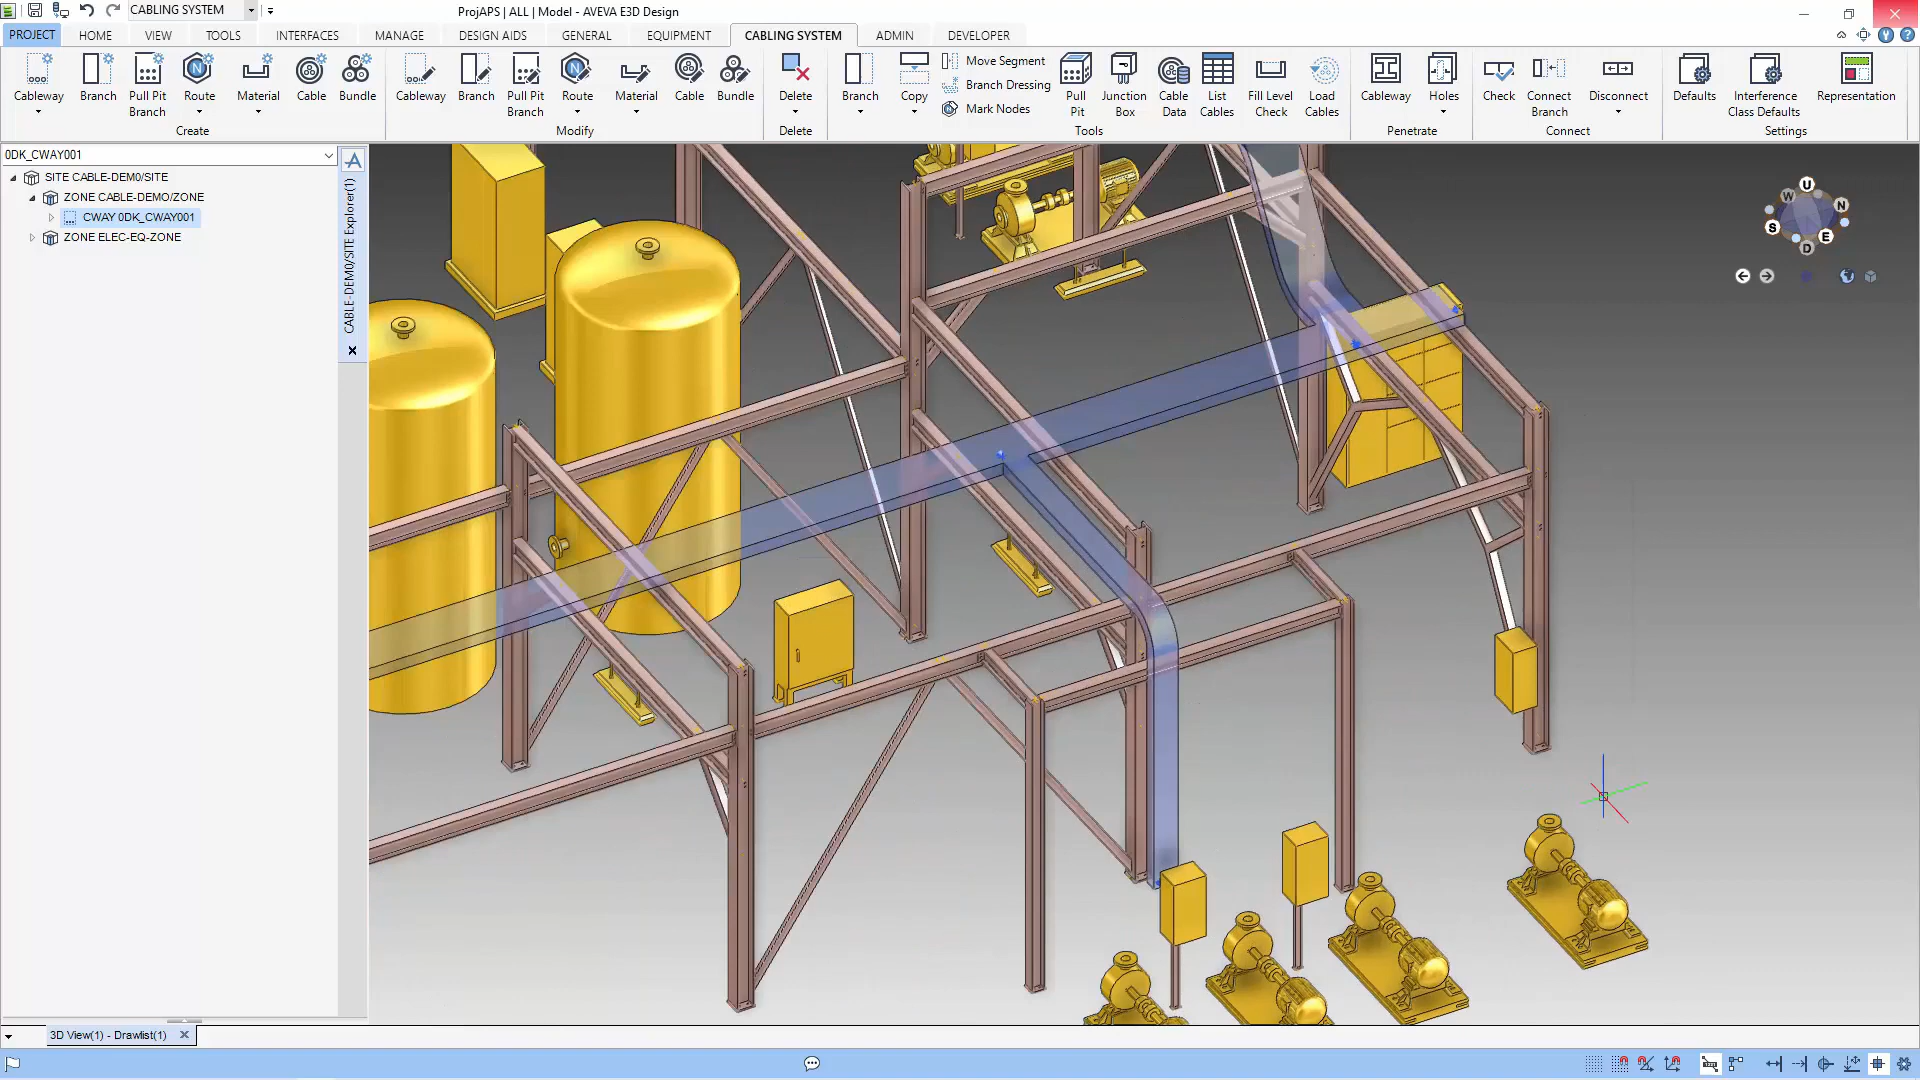 CABLING SYSTEM
ProjAPS | ALL | Model - AVEVA E3D Design
PROJECT HOME VIEW TOOLS INTERFACES MANAGE DESIGN AIDS GENERAL EQUIPMENT CABLING SYSTEM ADMIN DEVELOPER
Cableway Branch Pull Pit Branch Route Material Cable Bundle
Create
Cableway Branch Pull Pit Branch Route Material Cable Bundle
Modify
Delete
Delete
Branch Copy
Move Segment
Branch Dressing
Mark Nodes
Pull Pit Junction Box Cable Data List Cables Fill Level Check Load Cables
Tools
Cableway Holes
Penetrate
Check Connect Branch Disconnect
Connect
Defaults Interference Class Defaults Representation
Settings
0DK_CWAY001
SITE CABLE-DEM0/SITE
ZONE CABLE-DEMO/ZONE
CWAY 0DK_CWAY001
ZONE ELEC-EQ-ZONE
CABLE-DEM0/SITE Explorer(1)
U
W N
S E
D
3D View(1) - Drawlist(1)